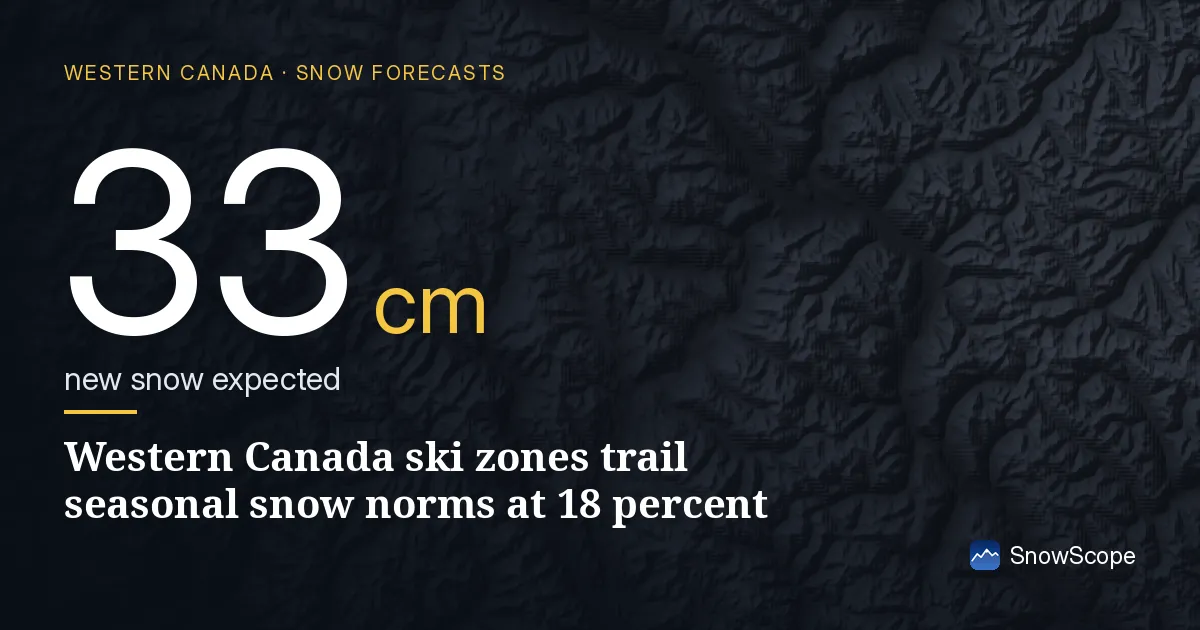 WESTERN CANADA · SNOW FORECASTS
33 cm
new snow expected
Western Canada ski zones trail
seasonal snow norms at 18 percent
SnowScope